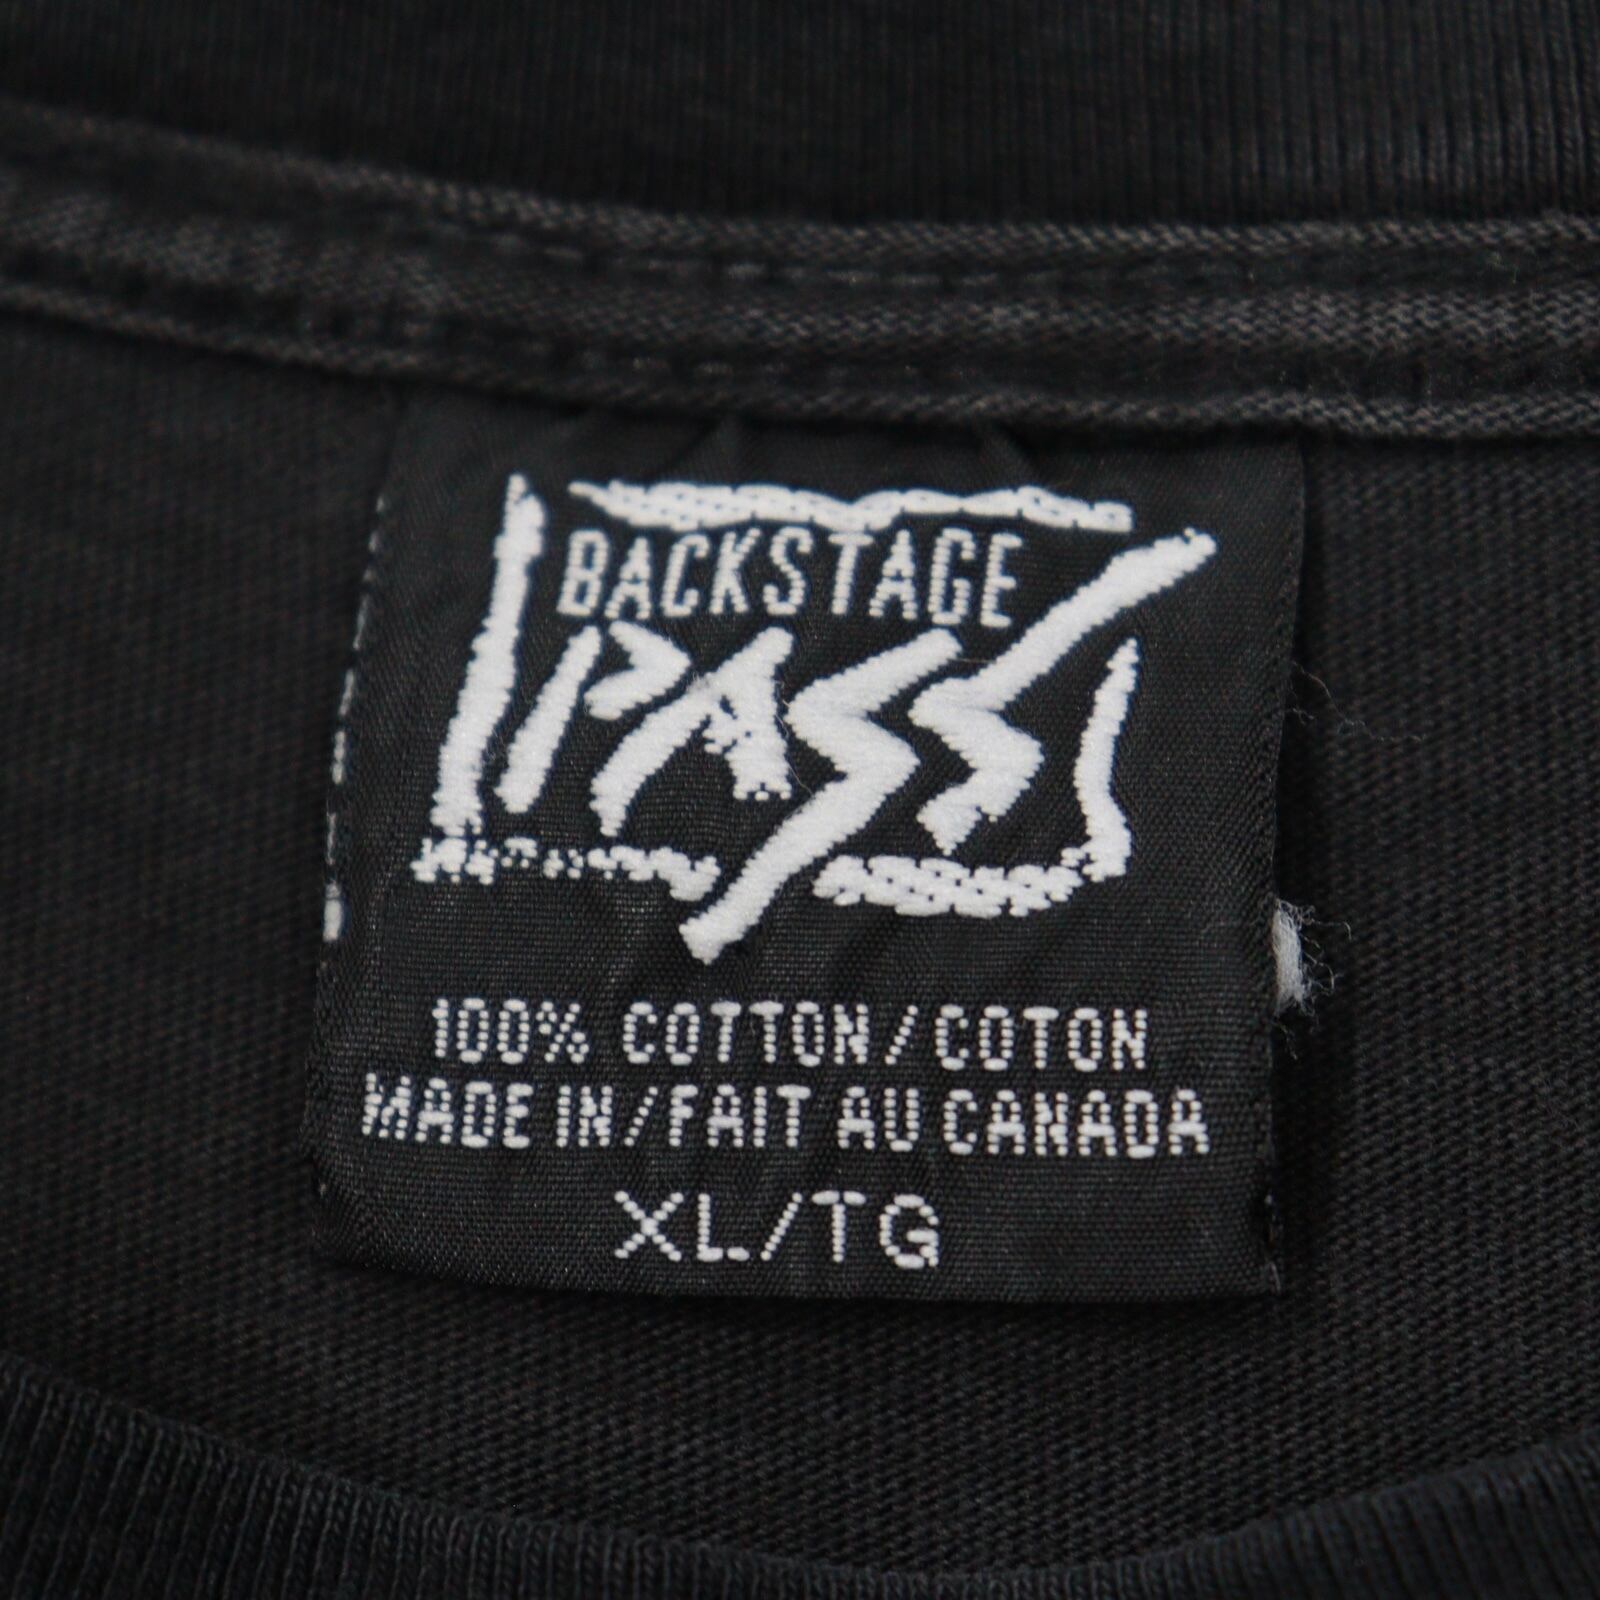 BACKSTAGE
PASS
100% COTTON/COTON
MADE IN/FAIT AU CANADA
XL/TG